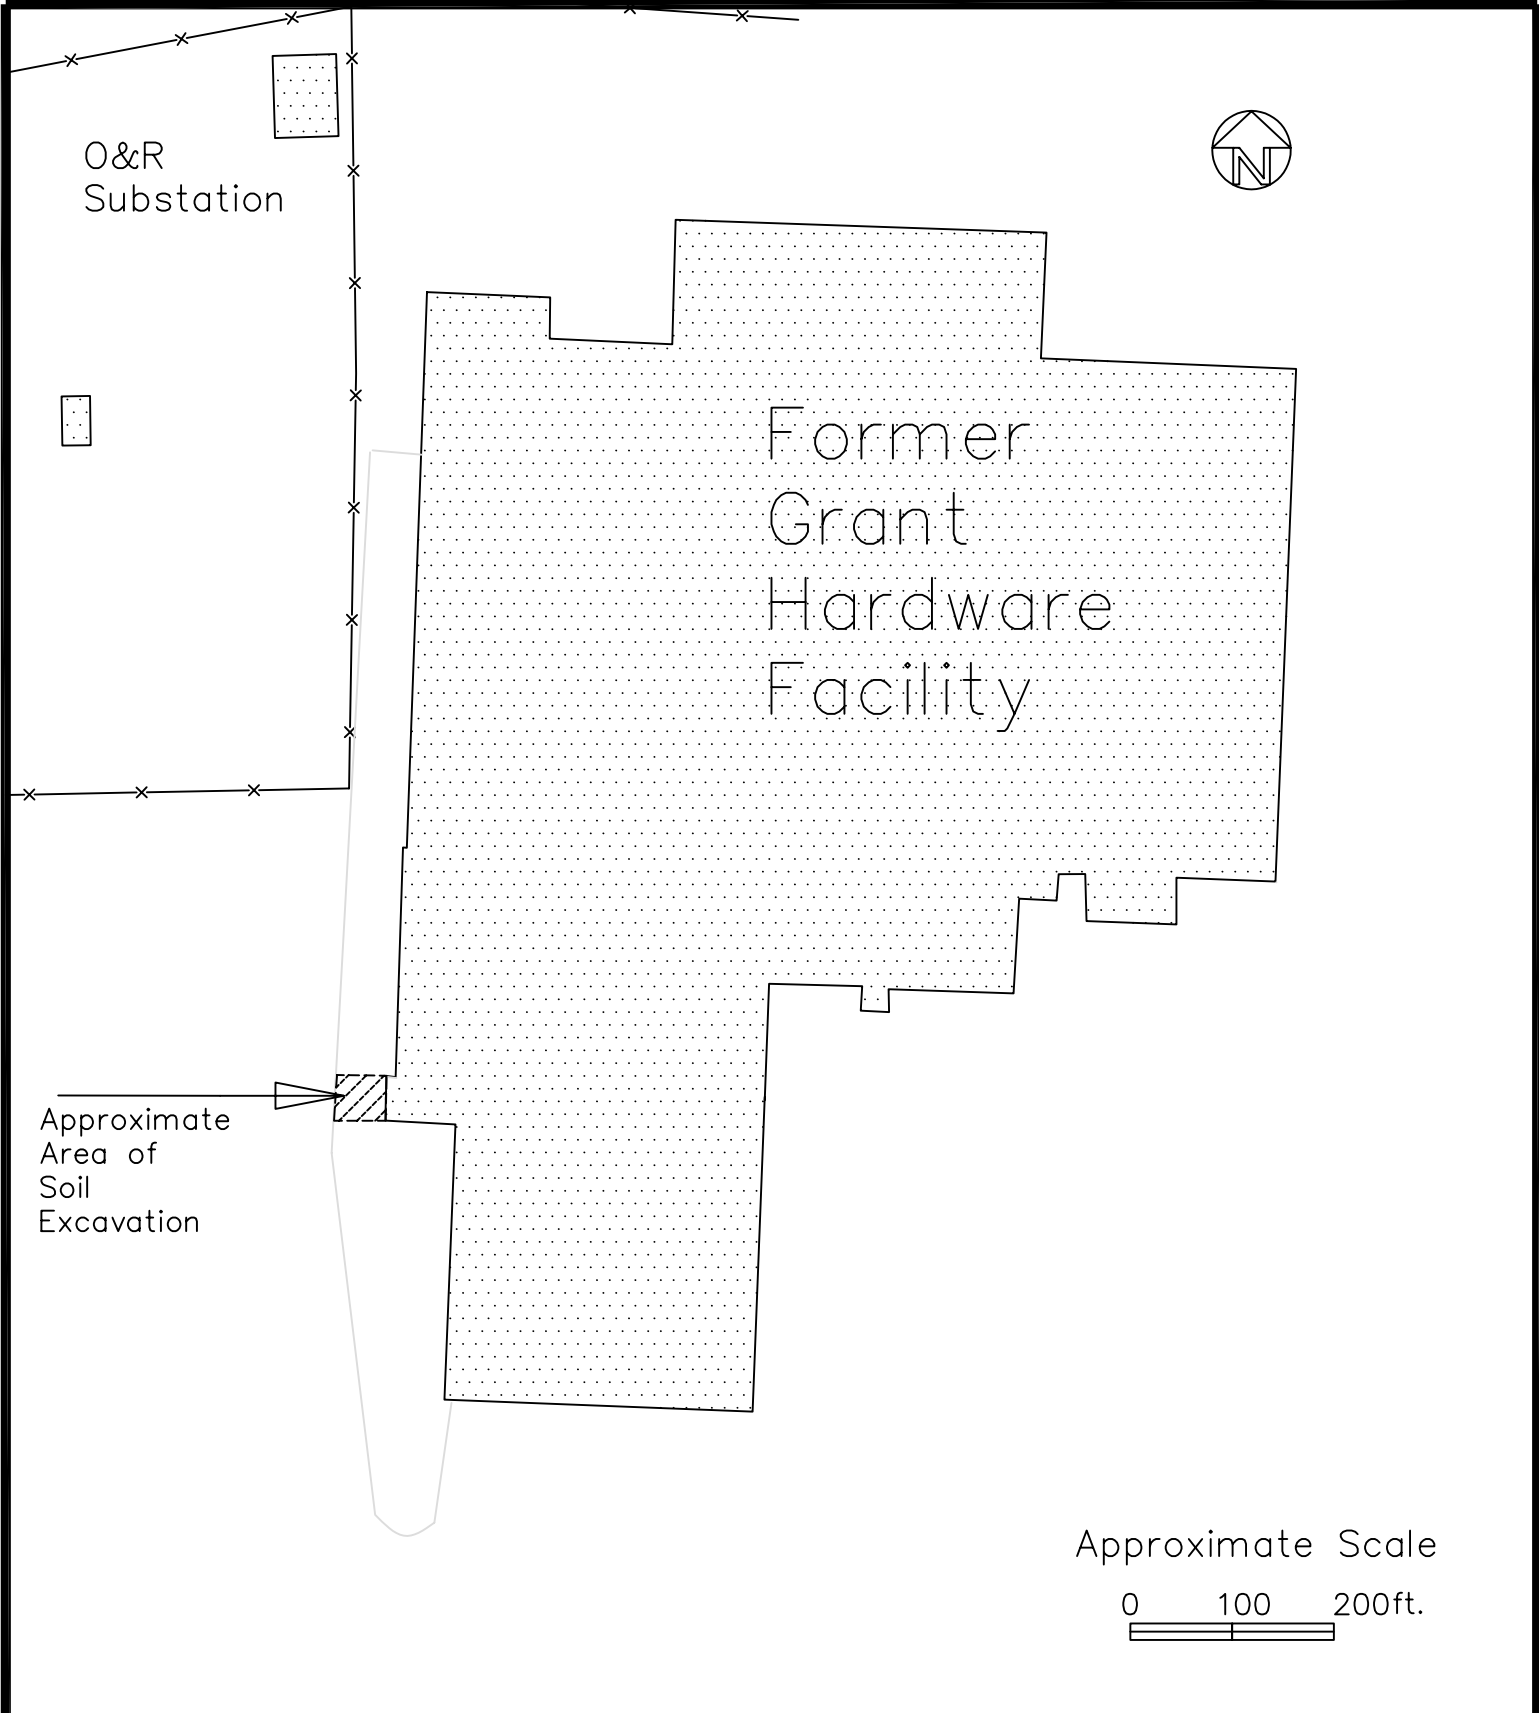 O&R
Substation
N
Former
Grant
Hardware
Facility
Approximate
Area of
Soil
Excavation
Approximate Scale
0 100 200ft.